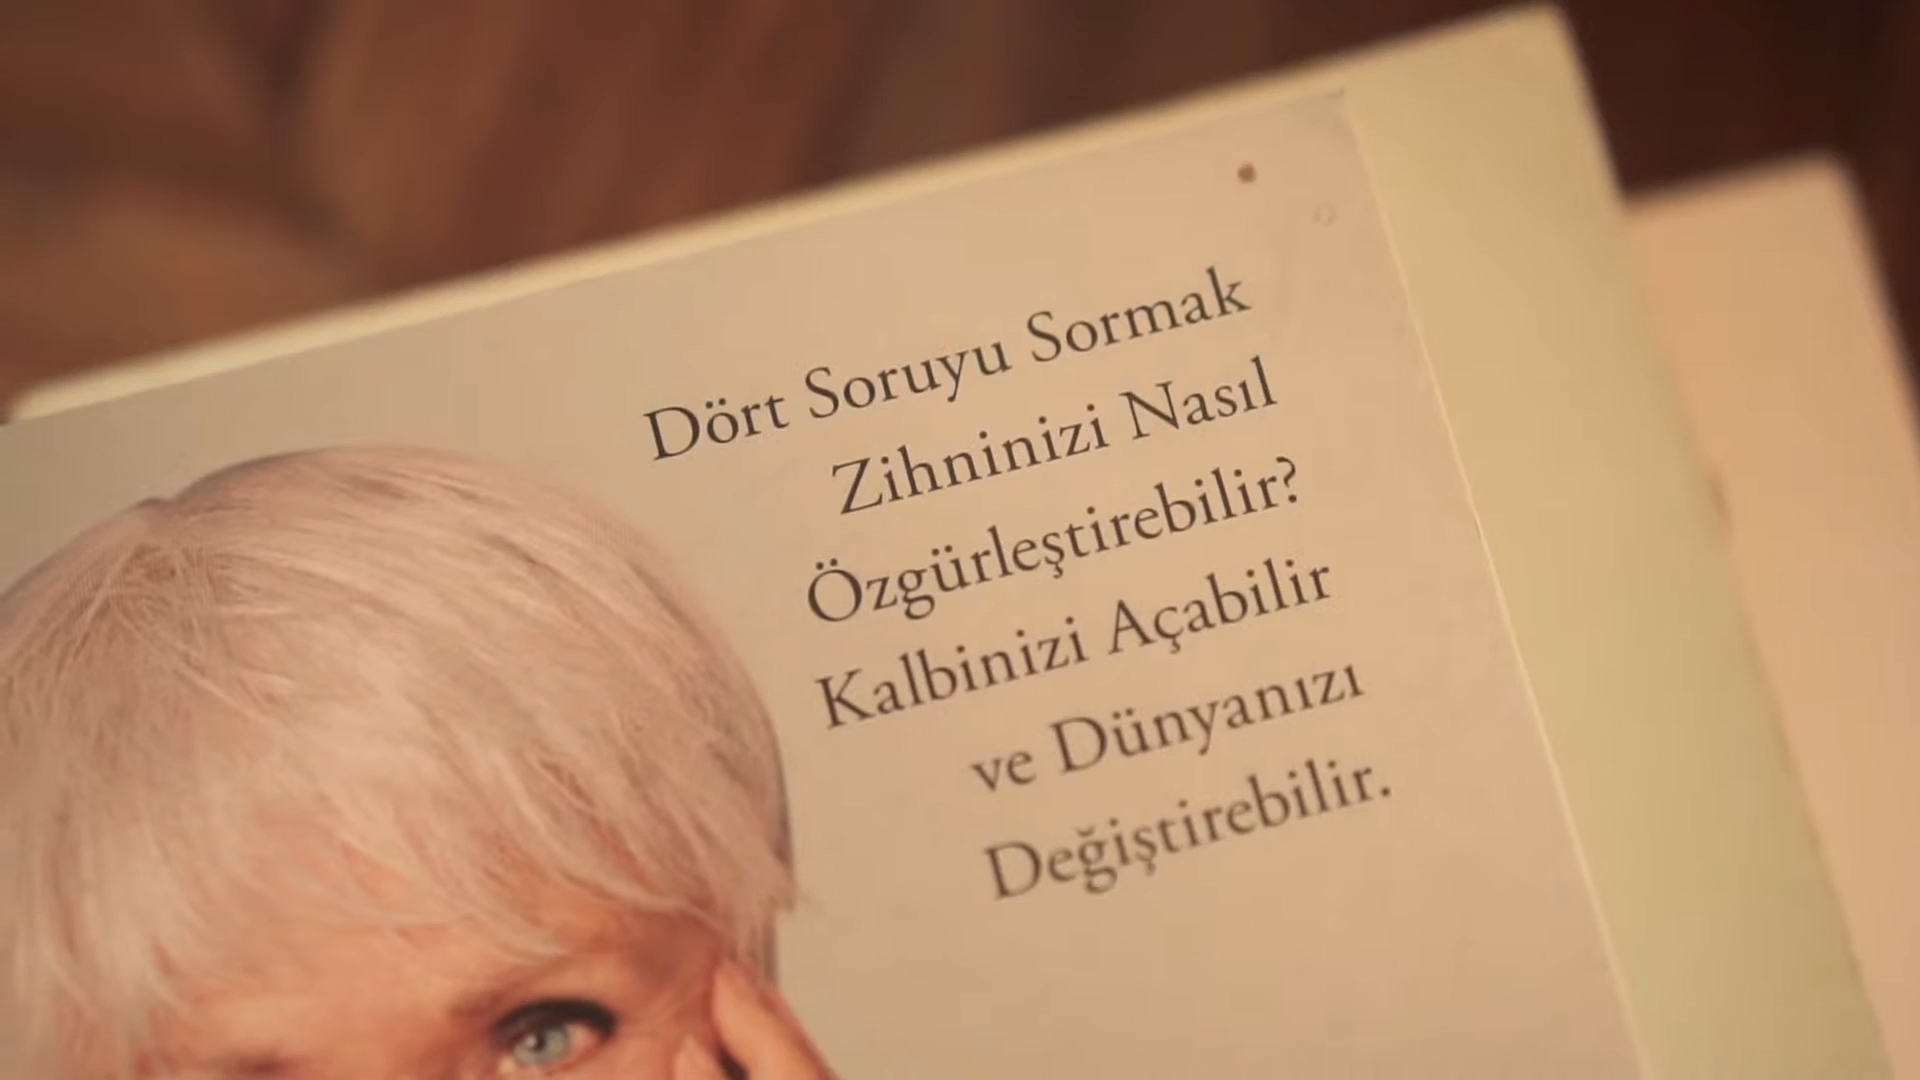 Dört Soruyu Sormak
Zihninizi Nasıl
Özgürleştirebilir?
Kalbinizi Açabilir
ve Dünyanızı
Değiştirebilir.